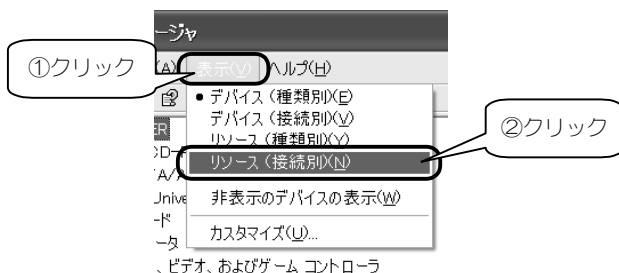 ージャ
①クリック
(A) 表示(V) ヘルプ(H)
● デバイス (種類別)(E)
デバイス (接続別)(V)
リソース (種類別)(Y)
リソース (接続別)(N)
②クリック
非表示のデバイスの表示(W)
カスタマイズ(U)...
ER
CD-
A/A
Unive
ード
ータ
、ビデオ、およびゲーム コントローラ